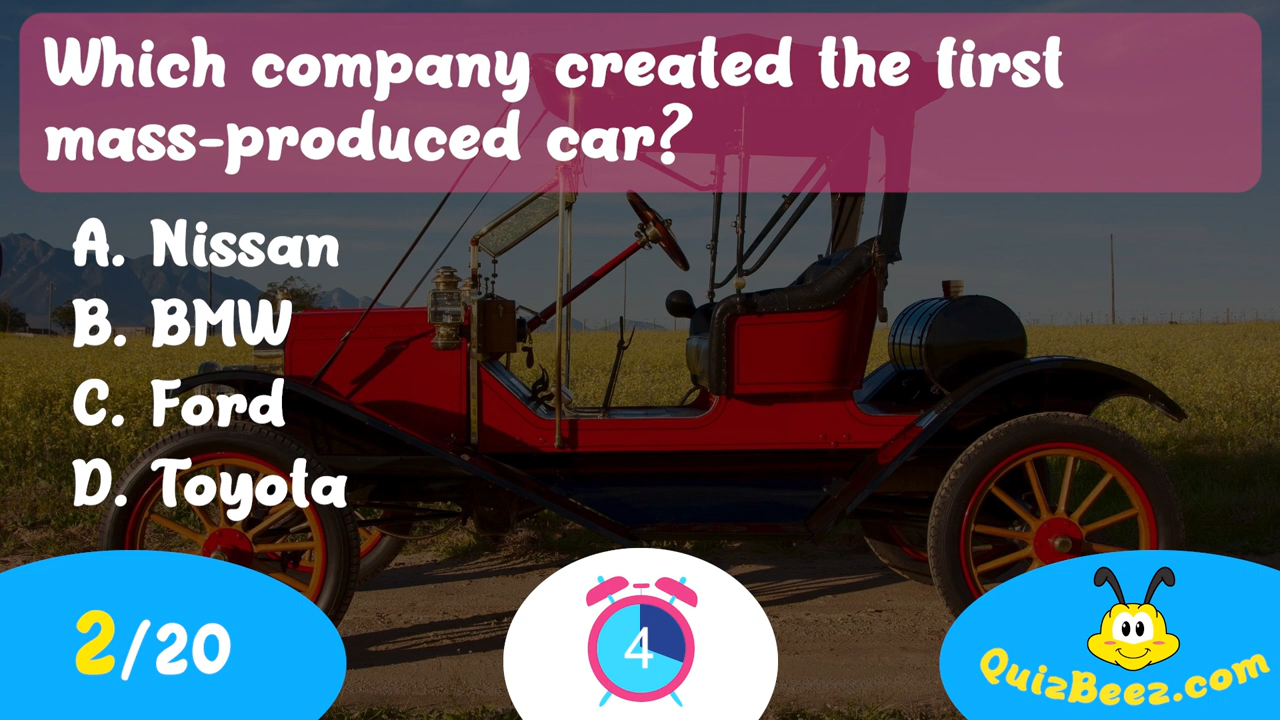 Which company created the first
mass-produced car?
A. Nissan
B. BMW
C. Ford
D. Toyota
2/20
4
QuizBeez.com